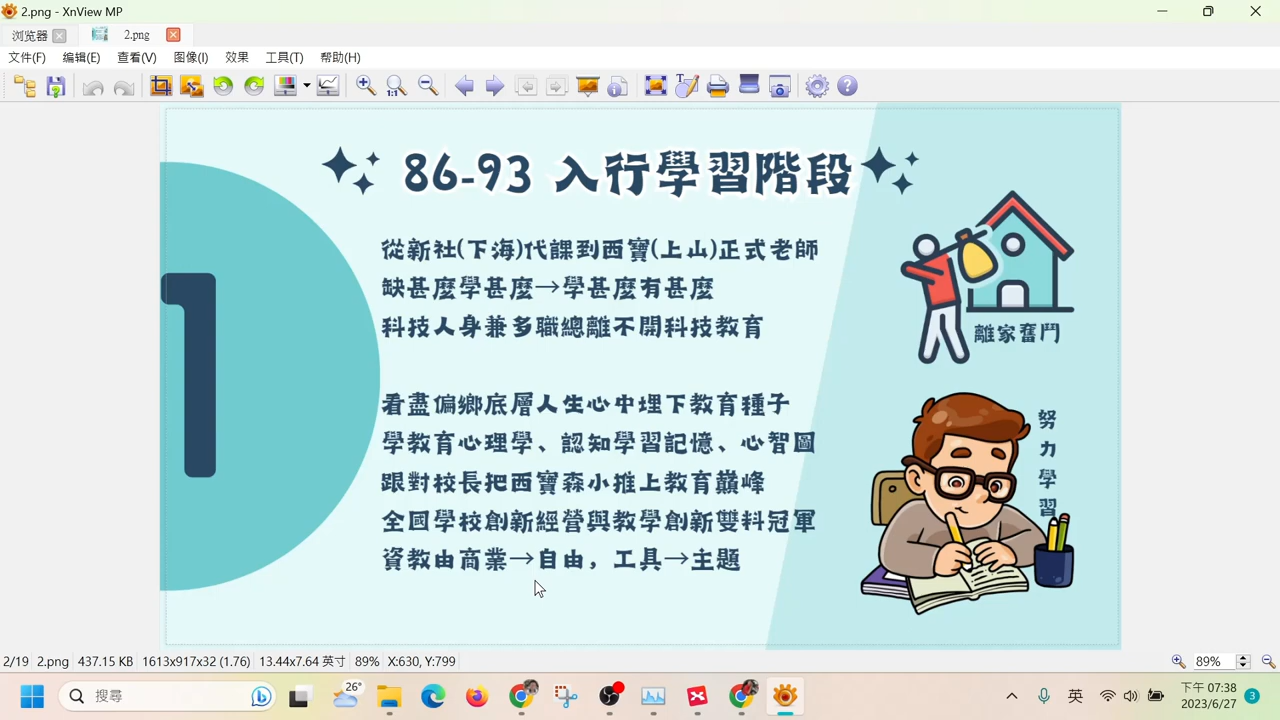 2.png - XnView MP
浏览器
2.png
文件(F) 编辑(E) 查看(V) 图像(I) 效果 工具(T) 帮助(H)
86-93 入行學習階段
從新社(下海)代課到西寶(上山)正式老師
缺甚麼學甚麼→學甚麼有甚麼
科技人身兼多職總離不開科技教育
離家奮鬥
看盡偏鄉底層人生心中埋下教育種子
學教育心理學、認知學習記憶、心智圖
跟對校長把西寶森小推上教育巔峰
全國學校創新經營與教學創新雙料冠軍
資教由商業→自由，工具→主題
努力學習
1
2/19 2.png 437.15 KB 1613x917x32 (1.76) 13.44x7.64 英寸 89% X:630, Y:799
89%
搜尋
26°
英
下午 07:38
2023/6/27
3